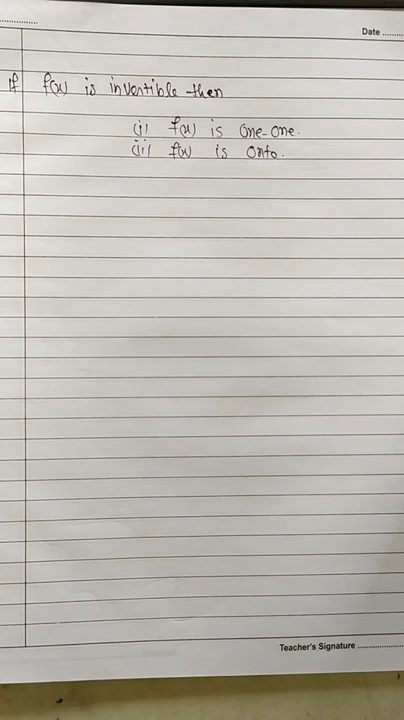 Date ..........
If f(x) is invertible then
(i) f(x) is one-one.
(ii) f(x) is onto.
Teacher's Signature ..................